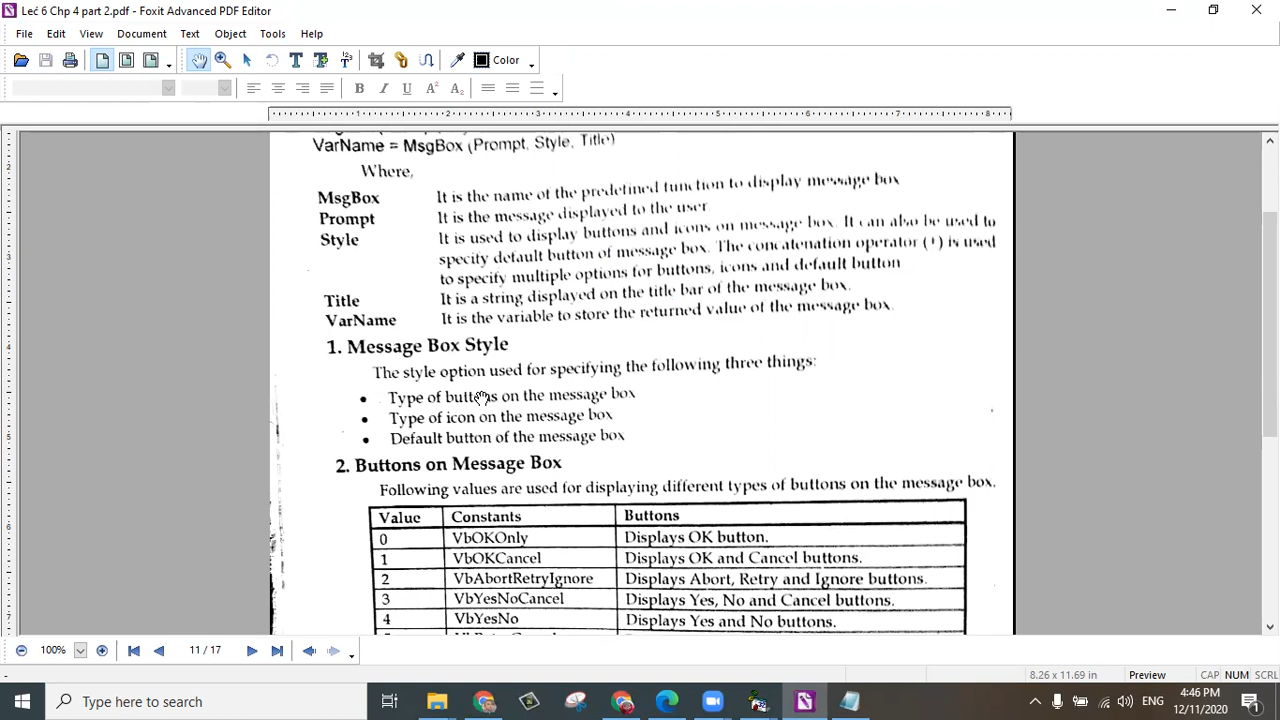 Lec 6 Chp 4 part 2.pdf - Foxit Advanced PDF Editor
File Edit View Document Text Object Tools Help
Color
B I U A² A₂
1 2 3 4 5 6 7 8
VarName = MsgBox (Prompt, Style, Title)
Where,
MsgBox It is the name of the predefined function to display message box
Prompt It is the message displayed to the user
Style It is used to display buttons and icons on message box. It can also be used to
specify default button of message box. The concatenation operator (+) is used
to specify multiple options for buttons, icons and default button
Title It is a string displayed on the title bar of the message box.
VarName It is the variable to store the returned value of the message box.
1. Message Box Style
The style option used for specifying the following three things:
• Type of buttons on the message box
• Type of icon on the message box
• Default button of the message box
2. Buttons on Message Box
Following values are used for displaying different types of buttons on the message box.
Value Constants Buttons
0 VbOKOnly Displays OK button.
1 VbOKCancel Displays OK and Cancel buttons.
2 VbAbortRetryIgnore Displays Abort, Retry and Ignore buttons.
3 VbYesNoCancel Displays Yes, No and Cancel buttons.
4 VbYesNo Displays Yes and No buttons.
100% 11 / 17
8.26 x 11.69 in Preview CAP NUM SCRL
Type here to search
ENG
4:46 PM
12/11/2020